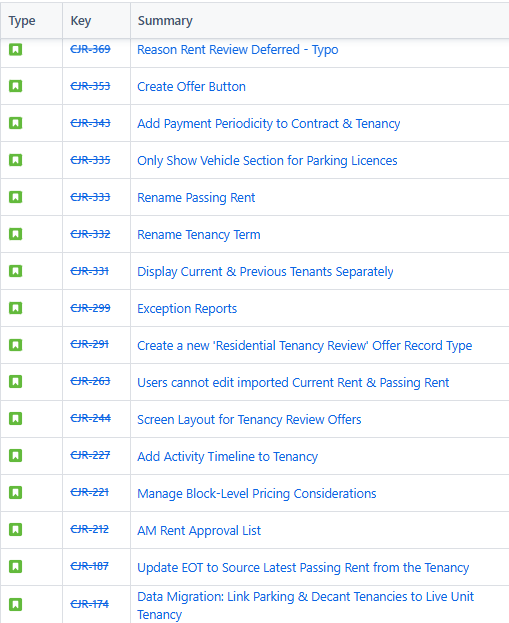 Type Key Summary
CJR-369 Reason Rent Review Deferred - Typo
CJR-353 Create Offer Button
CJR-343 Add Payment Periodicity to Contract & Tenancy
CJR-335 Only Show Vehicle Section for Parking Licences
CJR-333 Rename Passing Rent
CJR-332 Rename Tenancy Term
CJR-331 Display Current & Previous Tenants Separately
CJR-299 Exception Reports
CJR-291 Create a new 'Residential Tenancy Review' Offer Record Type
CJR-263 Users cannot edit imported Current Rent & Passing Rent
CJR-244 Screen Layout for Tenancy Review Offers
CJR-227 Add Activity Timeline to Tenancy
CJR-221 Manage Block-Level Pricing Considerations
CJR-212 AM Rent Approval List
CJR-187 Update EOT to Source Latest Passing Rent from the Tenancy
CJR-174 Data Migration: Link Parking & Decant Tenancies to Live Unit
Tenancy